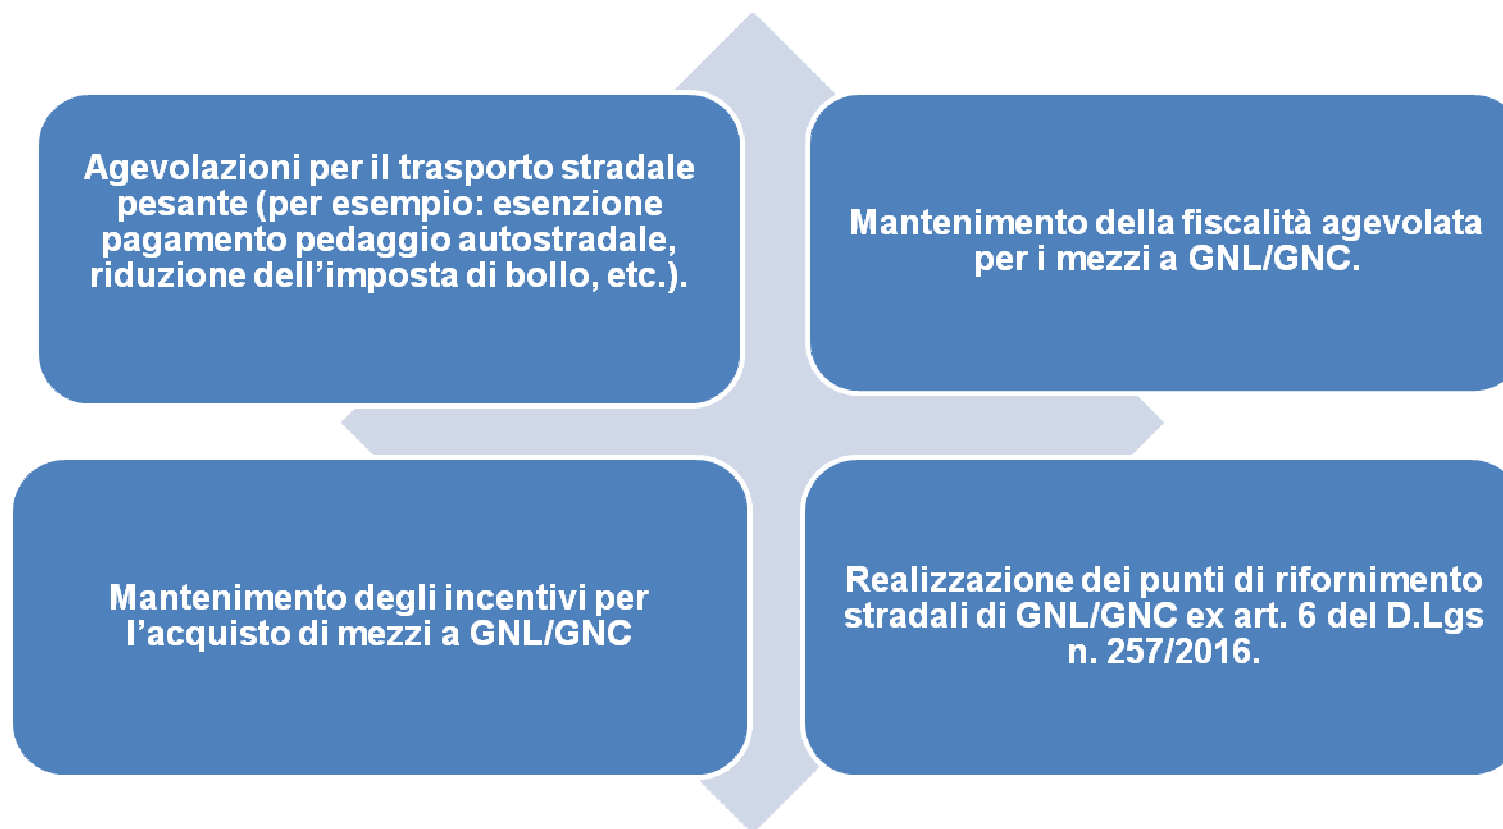 Agevolazioni per il trasporto stradale
pesante (per esempio: esenzione
pagamento pedaggio autostradale,
riduzione dell’imposta di bollo, etc.).
Mantenimento della fiscalità agevolata
per i mezzi a GNL/GNC.
Mantenimento degli incentivi per
l’acquisto di mezzi a GNL/GNC
Realizzazione dei punti di rifornimento
stradali di GNL/GNC ex art. 6 del D.Lgs
n. 257/2016.